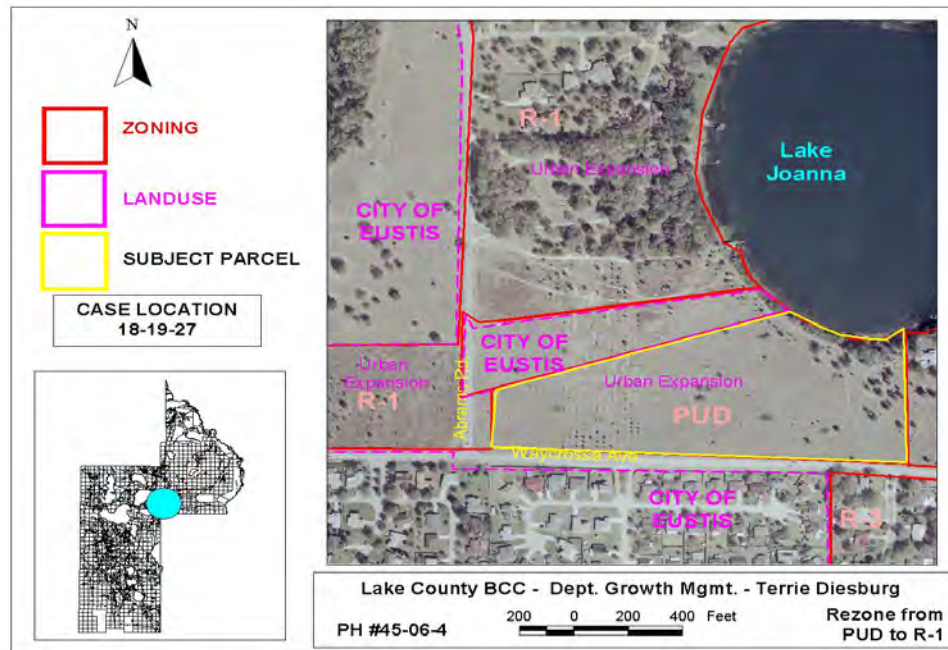 N
ZONING
LANDUSE
SUBJECT PARCEL
CASE LOCATION
18-19-27
R-1
Urban Expansion
Lake
Joanna
CITY OF
EUSTIS
CITY OF
EUSTIS
Urban
Expansion
R-1
Abrams Rd
Urban Expansion
PUD
Waycrosse Ave
CITY OF
EUSTIS
R-3
Lake County BCC - Dept. Growth Mgmt. - Terrie Diesburg
PH #45-06-4
200 0 200 400 Feet
Rezone from
PUD to R-1